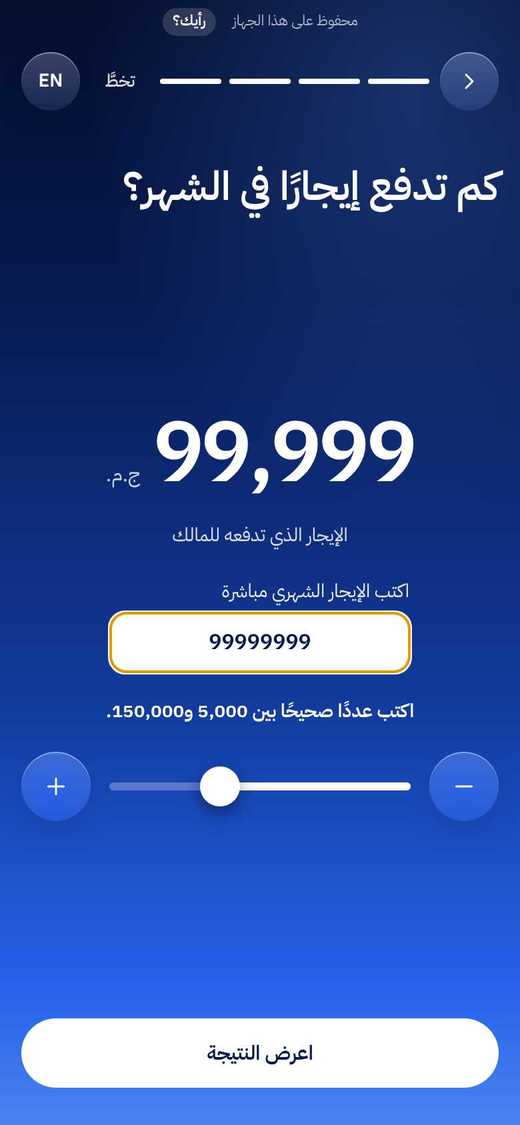 محفوظ على هذا الجهاز رأيك؟
تخطَّ EN
كم تدفع إيجارًا في الشهر؟
99,999 ج.م.
الإيجار الذي تدفعه للمالك
اكتب الإيجار الشهري مباشرة
99999999
اكتب عددًا صحيحًا بين 5,000 و150,000.
اعرض النتيجة